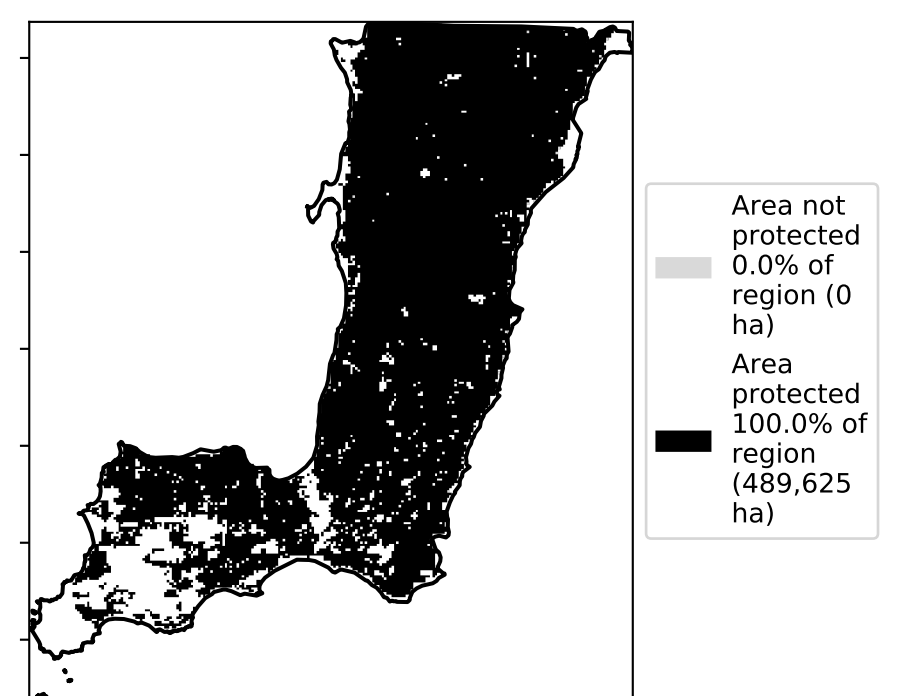 Area not
protected
0.0% of
region (0
ha)
Area
protected
100.0% of
region
(489,625
ha)